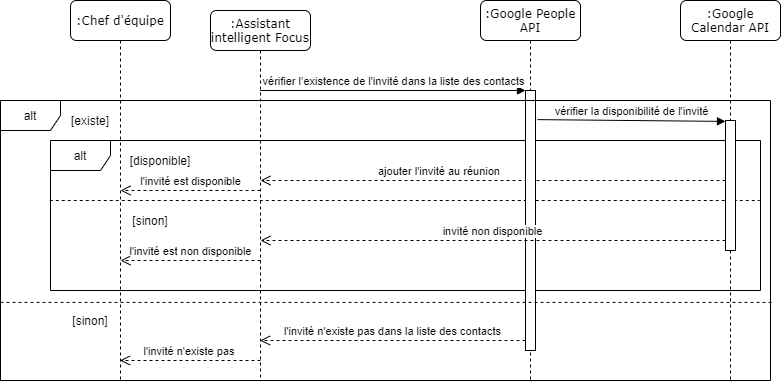 :Chef d'équipe
:Assistant
intelligent Focus
:Google People
API
:Google
Calendar API
vérifier l'existence de l'invité dans la liste des contacts
alt
[existe]
vérifier la disponibilité de l'invité
alt
[disponible]
ajouter l'invité au réunion
l'invité est disponible
[sinon]
invité non disponible
l'invité est non disponible
[sinon]
l'invité n'existe pas dans la liste des contacts
l'invité n'existe pas